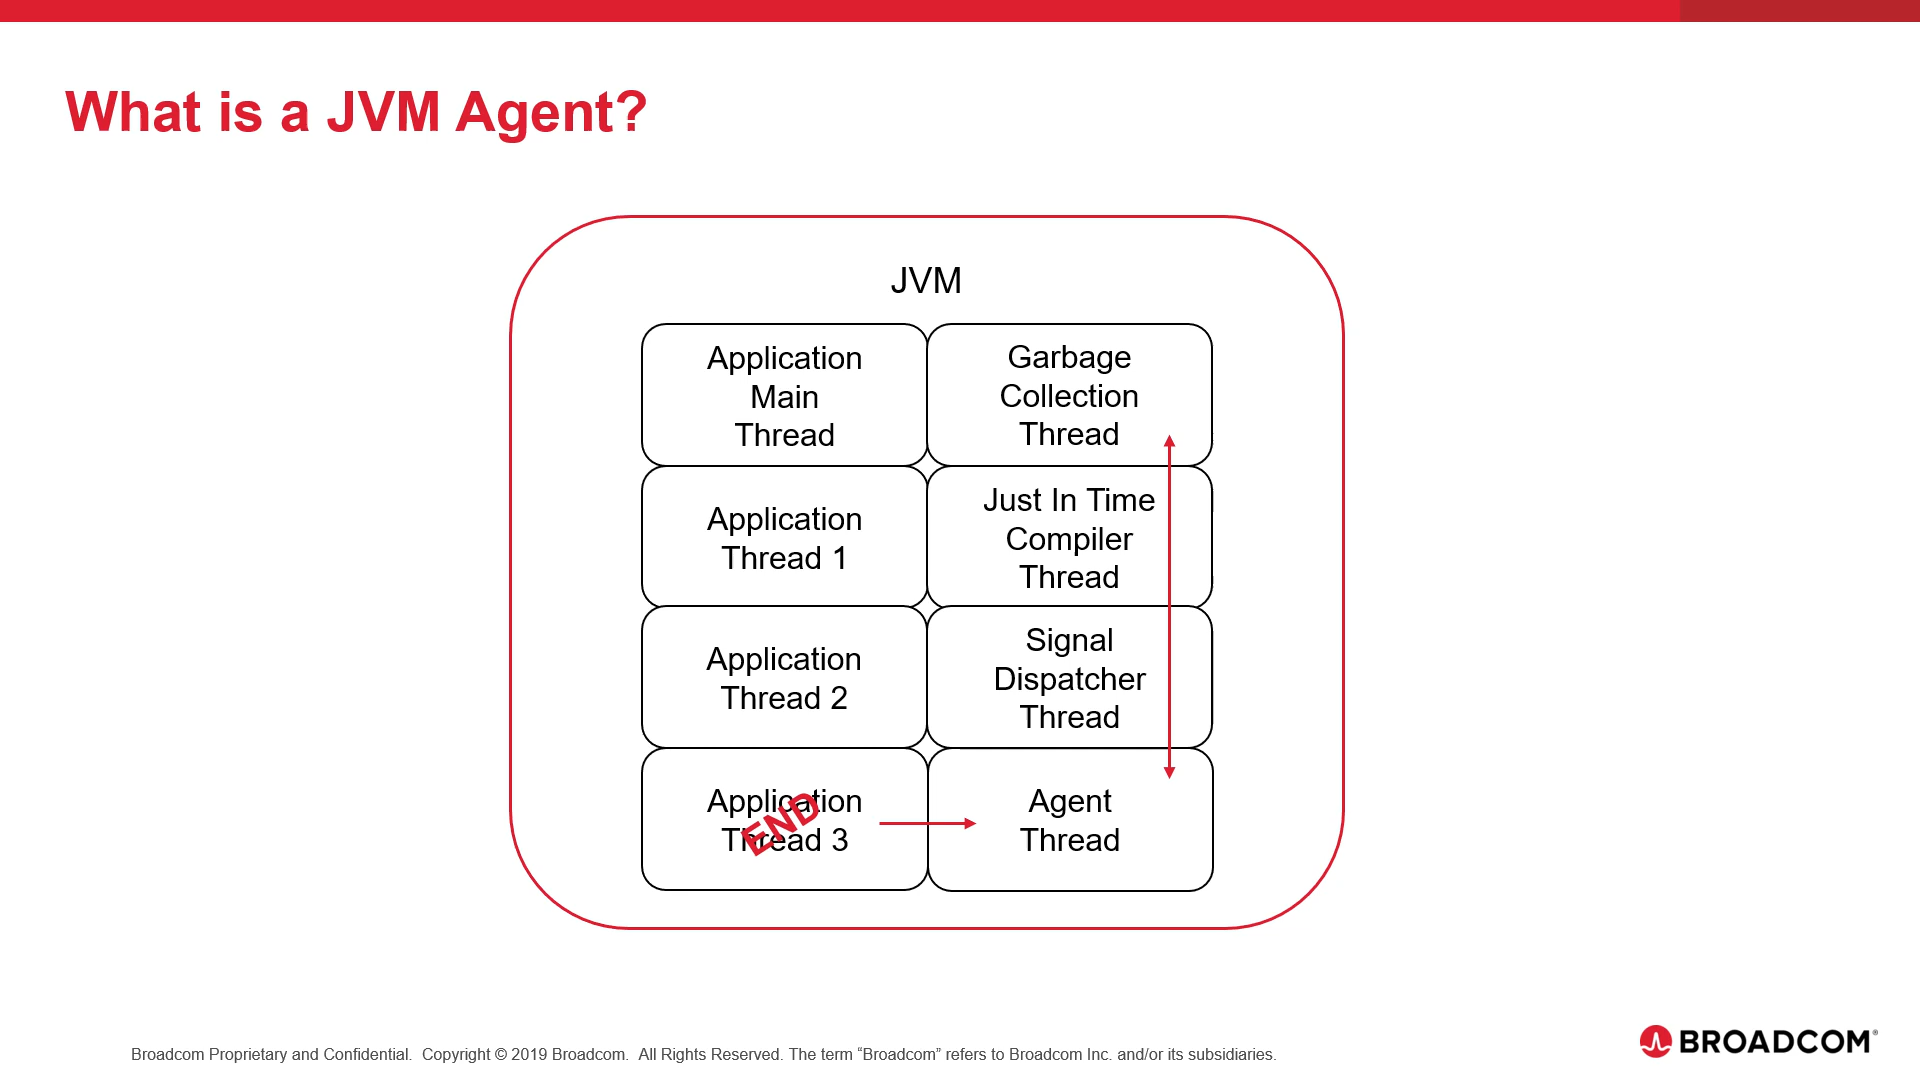 What is a JVM Agent?
JVM
Application
Main
Thread
Garbage
Collection
Thread
Application
Thread 1
Just In Time
Compiler
Thread
Application
Thread 2
Signal
Dispatcher
Thread
Application
Thread 3
END
Agent
Thread
Broadcom Proprietary and Confidential.  Copyright © 2019 Broadcom.  All Rights Reserved. The term “Broadcom” refers to Broadcom Inc. and/or its subsidiaries.
BROADCOM®